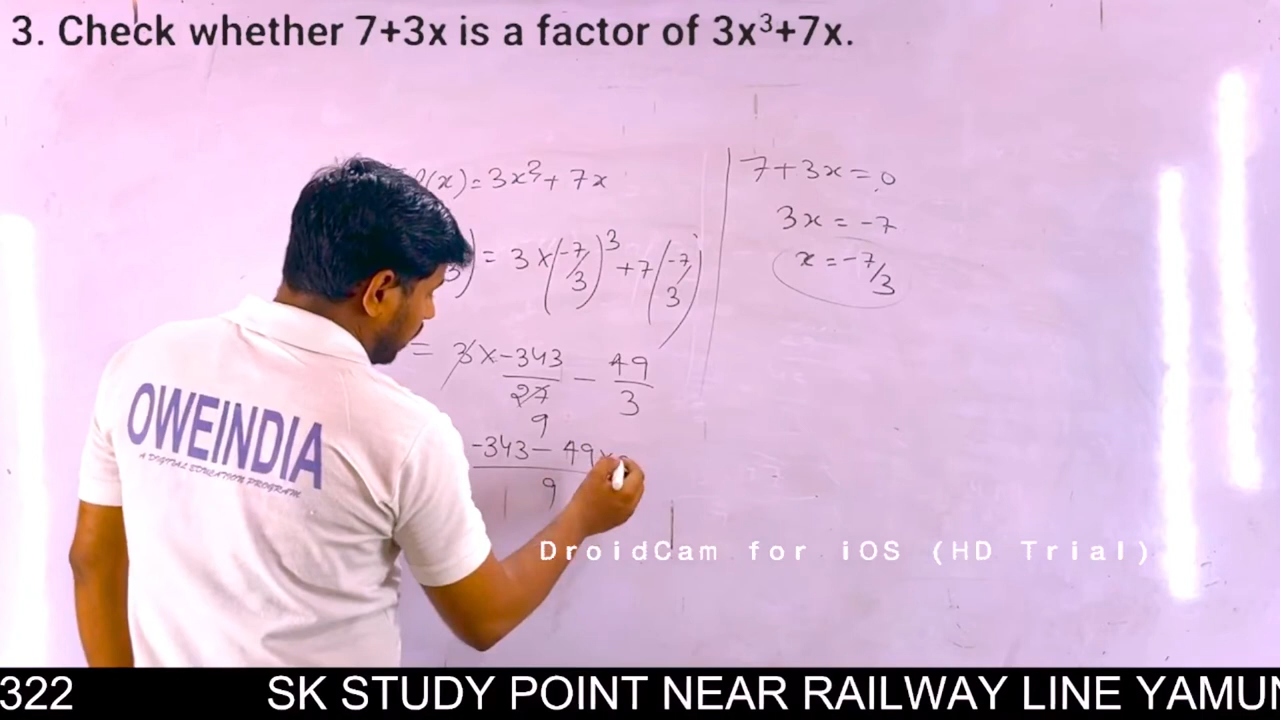 3. Check whether 7+3x is a factor of 3x³+7x.
(x) = 3x³ + 7x
3) = 3 × (-7/3)³ + 7(-7/3)
= 3 × -343/27 - 49/3
9
-343 - 49×
9
7 + 3x = 0
3x = -7
x = -7/3
OWEINDIA
A DIGITAL EDUCATION PROGRAM
DroidCam for iOS (HD Trial)
322 SK STUDY POINT NEAR RAILWAY LINE YAMUN